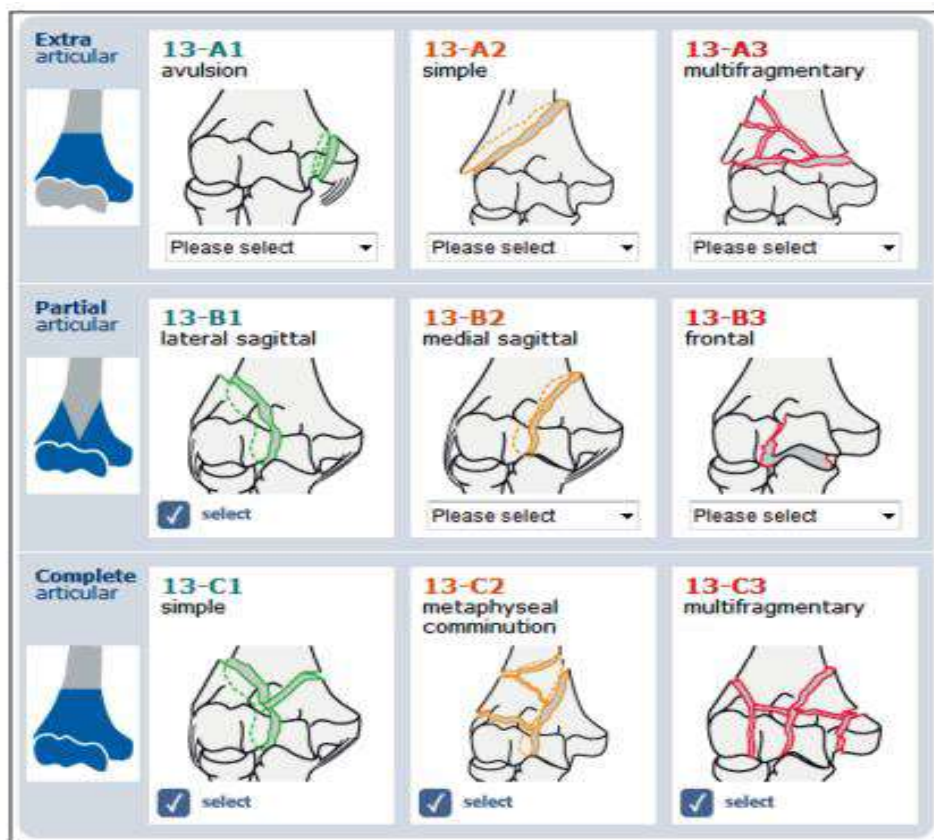 Extra
articular
13-A1
avulsion
Please select
13-A2
simple
Please select
13-A3
multifragmentary
Please select
Partial
articular
13-B1
lateral sagittal
select
13-B2
medial sagittal
Please select
13-B3
frontal
Please select
Complete
articular
13-C1
simple
select
13-C2
metaphyseal
comminution
select
13-C3
multifragmentary
select